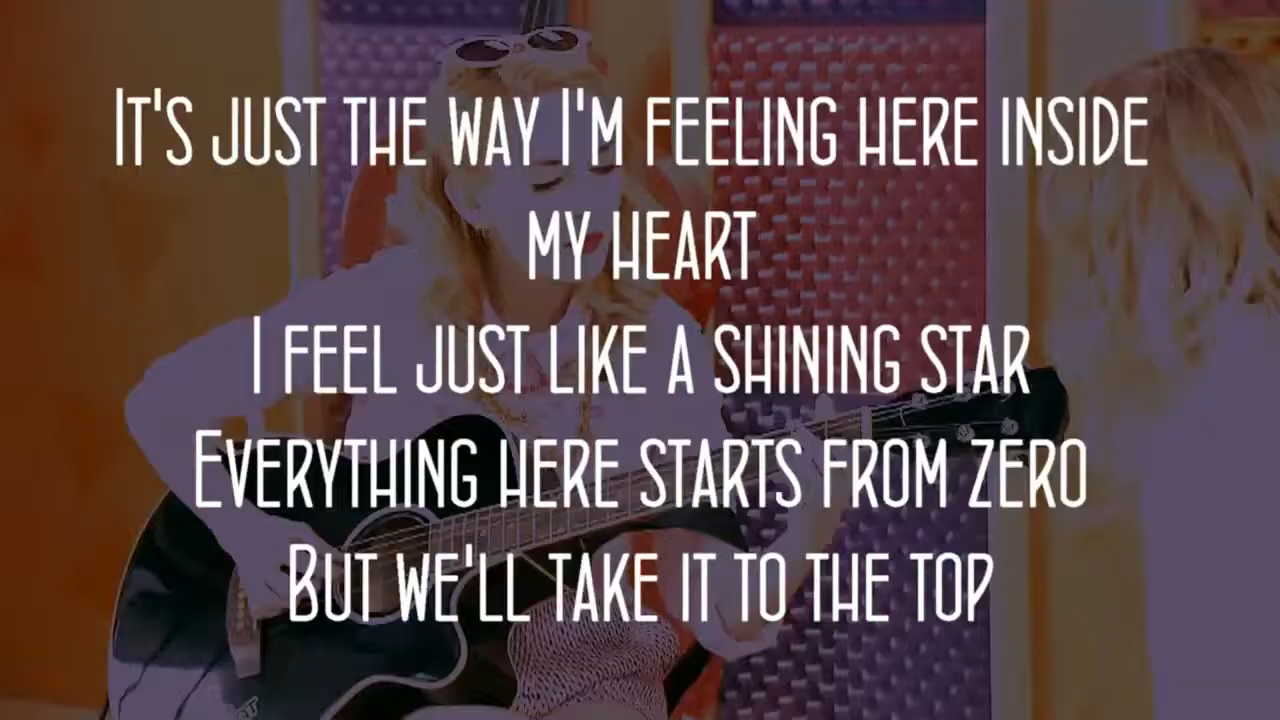 It's just the way I'm feeling here inside
my heart
I feel just like a shining star
Everything here starts from zero
But we'll take it to the top